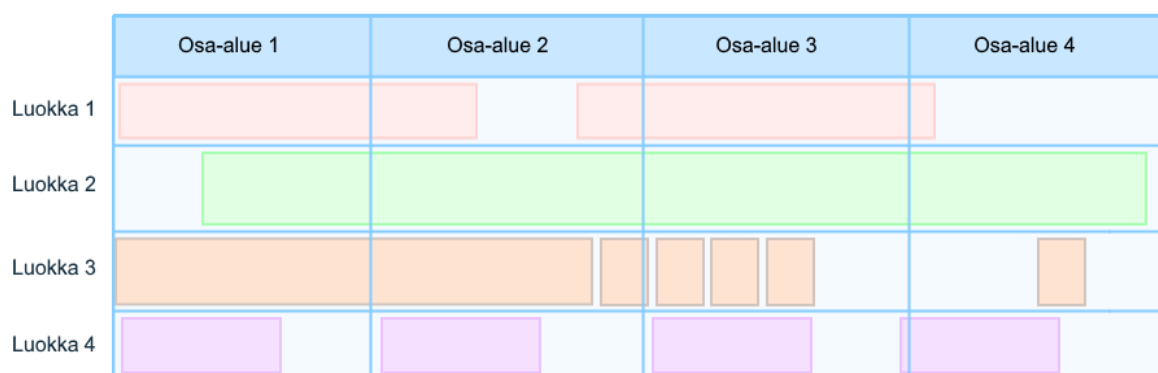 Osa-alue 1 Osa-alue 2 Osa-alue 3 Osa-alue 4
Luokka 1
Luokka 2
Luokka 3
Luokka 4